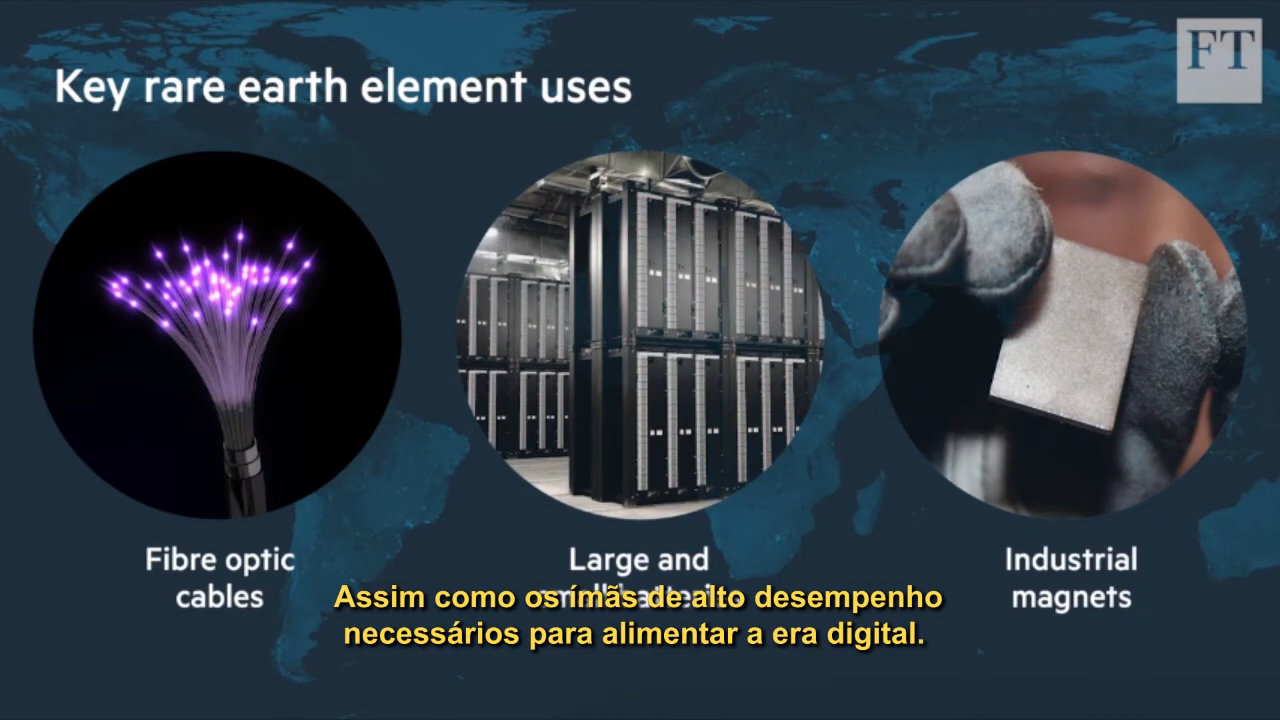 Key rare earth element uses
FT
Fibre optic
cables
Large and
Industrial
magnets
Assim como os ímãs de alto desempenho
necessários para alimentar a era digital.